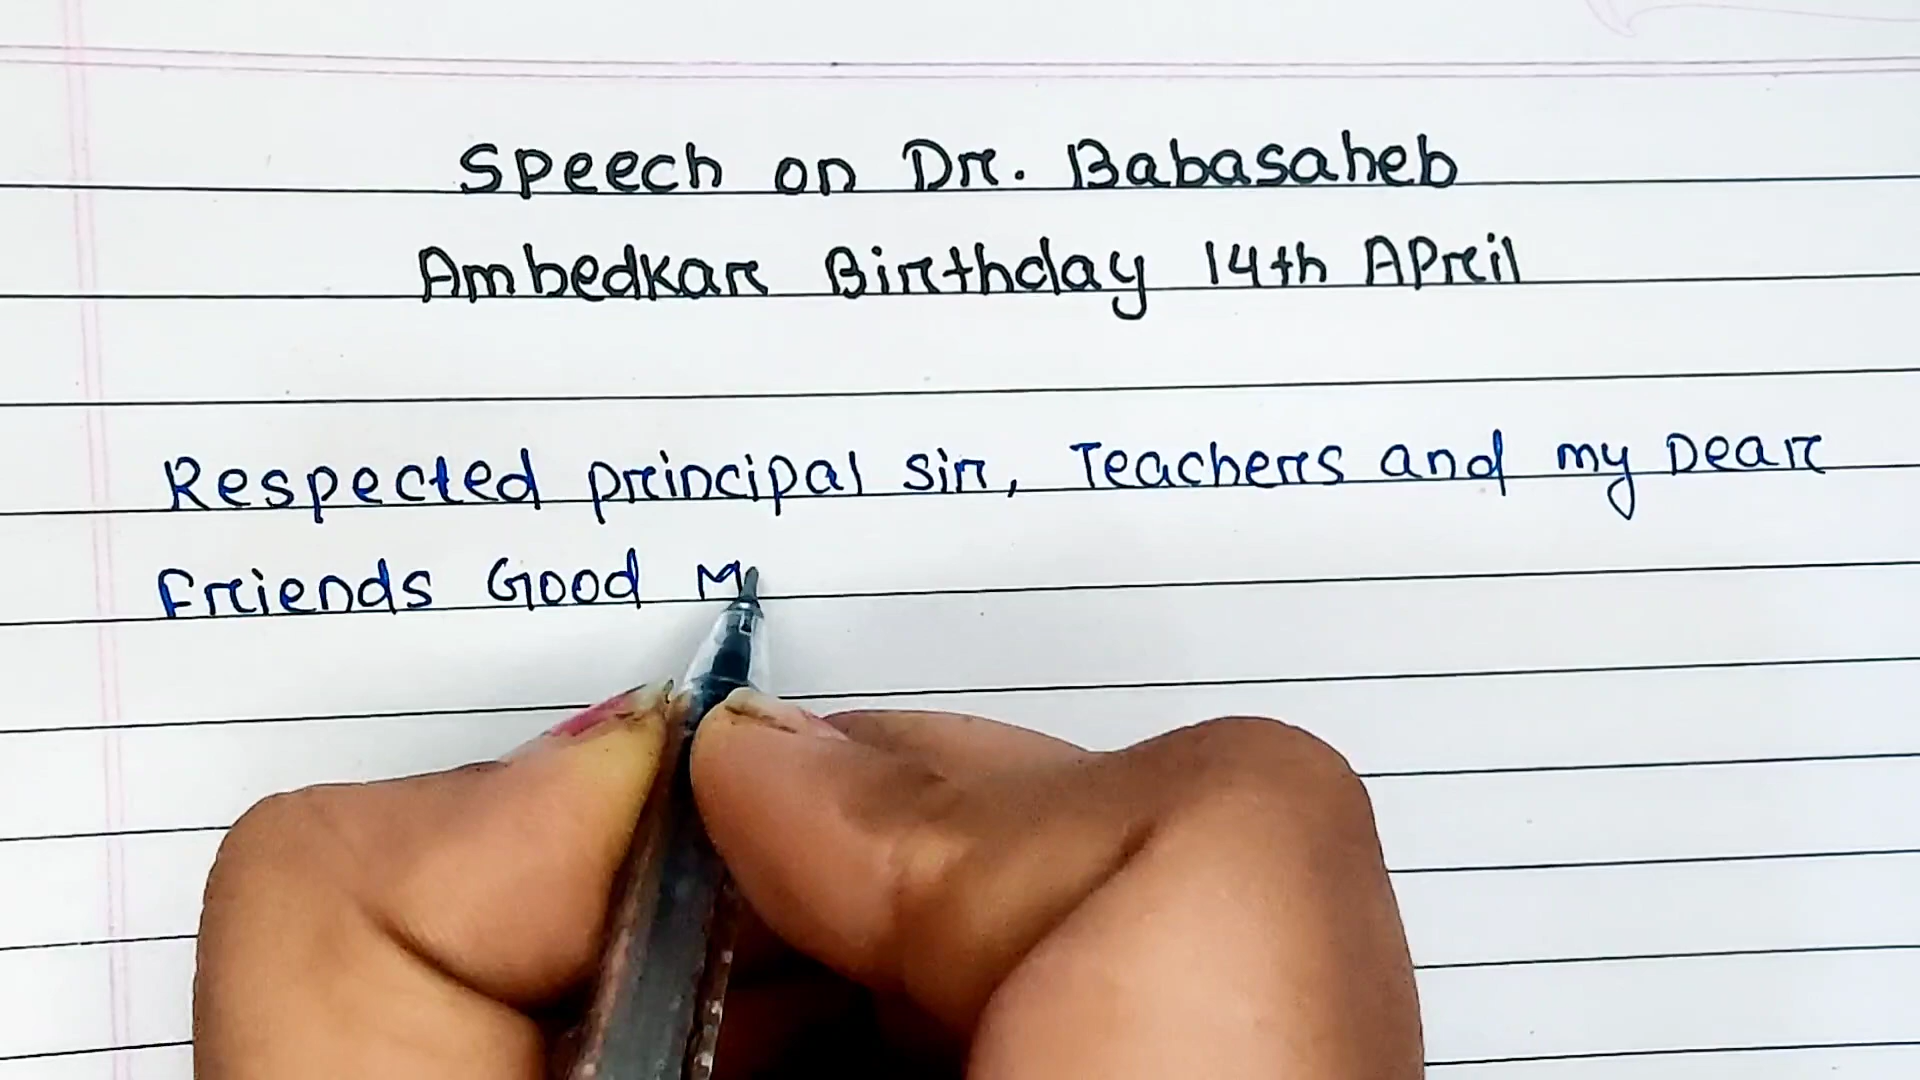 Speech on Dr. Babasaheb
Ambedkar Birthday 14th April
Respected principal sir, Teachers and my Dear
Friends Good M